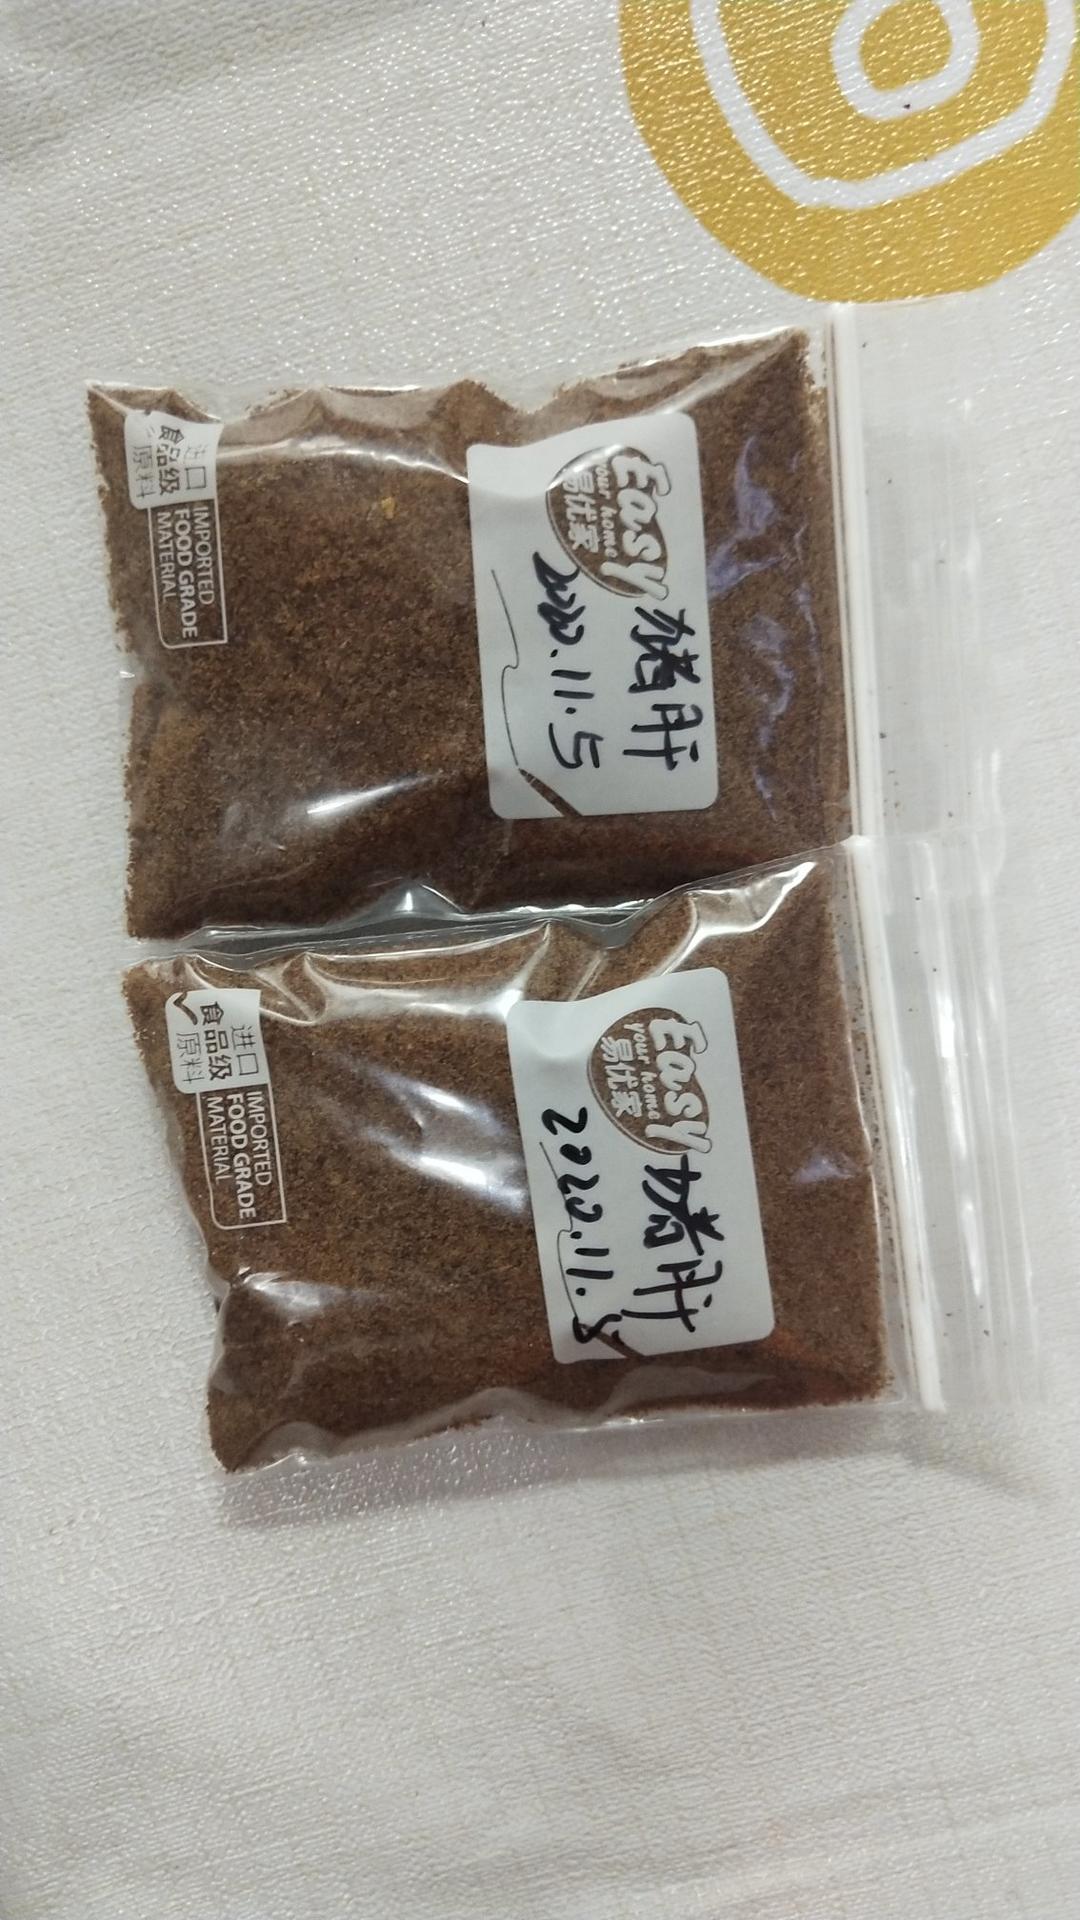 Easy
your home
易优家
猪肝
2020.11.5
进口
食品级
原料
IMPORTED
FOOD GRADE
MATERIAL
Easy
your home
易优家
猪肝
2020.11.5
进口
食品级
原料
IMPORTED
FOOD GRADE
MATERIAL